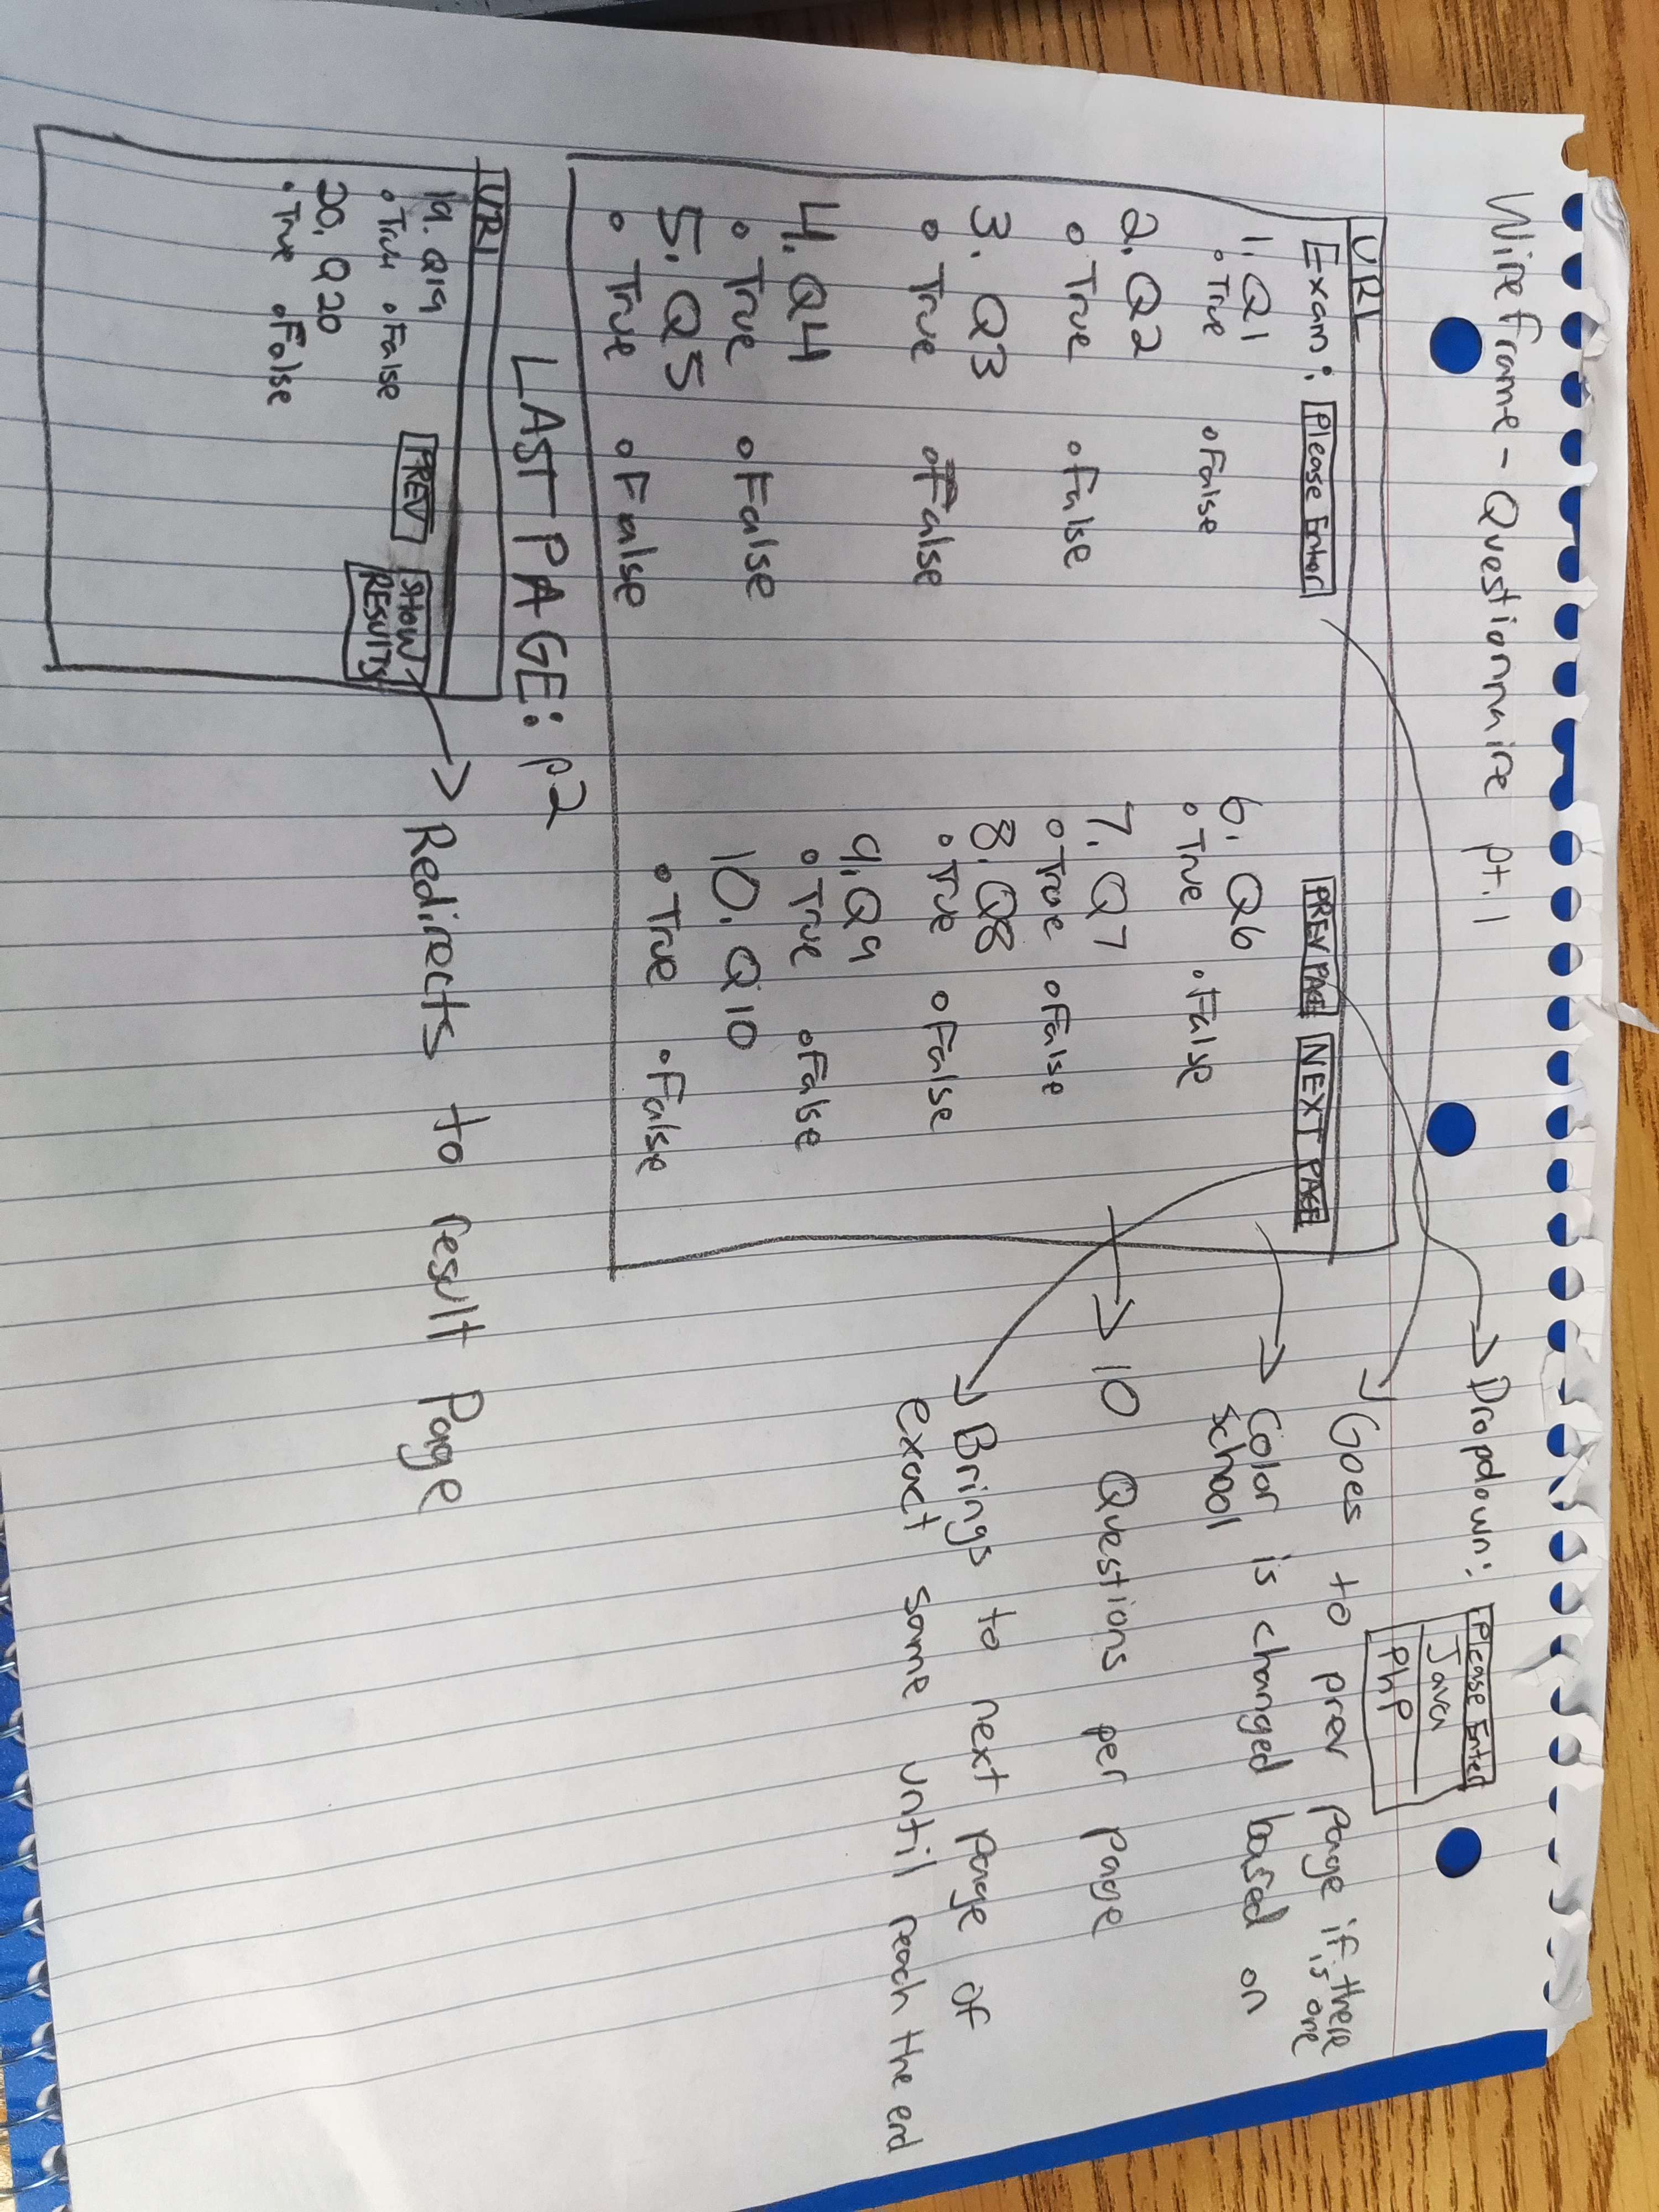 Wireframe - Questionnaire pt.1
URL
Exam: Please Enter
PREV PAGE
NEXT PAGE
1. Q1
True
False
2. Q2
True
False
3. Q3
True
False
4. Q4
True
False
5. Q5
True
False
6. Q6
True
False
7. Q7
True
False
8. Q8
True
False
9. Q9
True
False
10. Q10
True
False
Dropdown:
Please Enter
Java
PhP
Goes to prev page if there
is one
Color is changed based on
school
10 Questions per page
Brings to next page of
exact same until reach the end
LAST PAGE: p2
URL
19. Q19
True
False
20. Q20
True
False
PREV
SHOW
RESULTS
Redirects to result Page